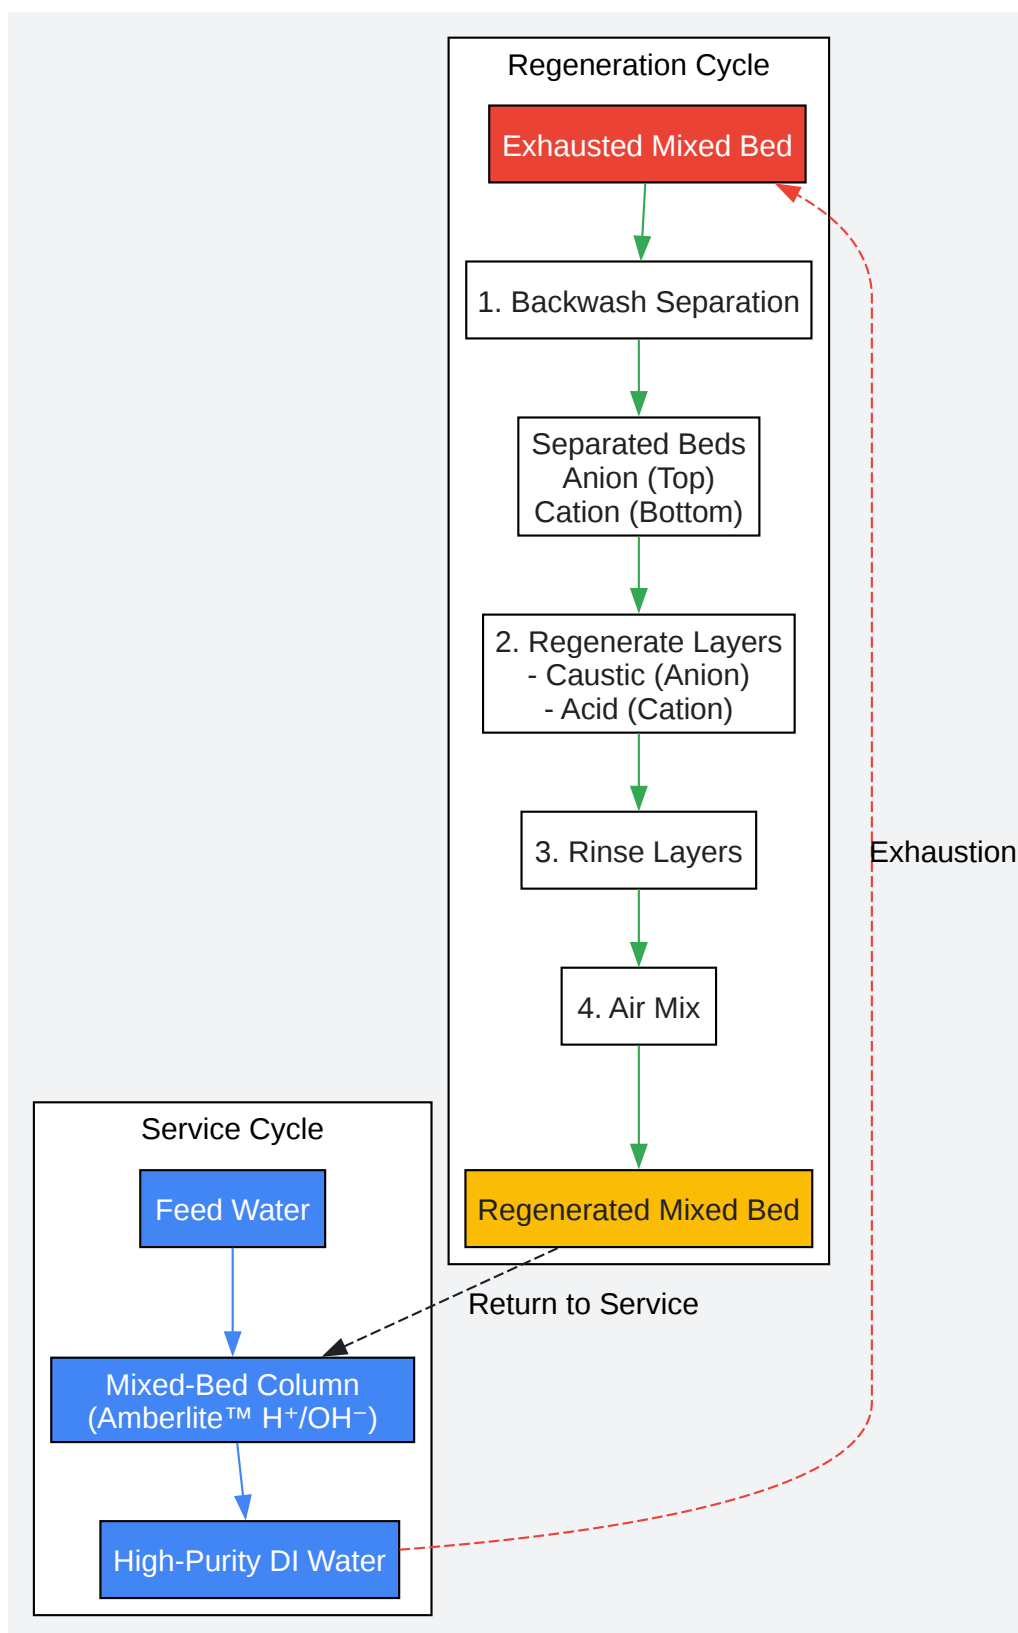 Regeneration Cycle
Exhausted Mixed Bed
1. Backwash Separation
Separated Beds
Anion (Top)
Cation (Bottom)
2. Regenerate Layers
- Caustic (Anion)
- Acid (Cation)
3. Rinse Layers
Exhaustion
4. Air Mix
Regenerated Mixed Bed
Return to Service
Service Cycle
Feed Water
Mixed-Bed Column
(Amberlite™ H⁺/OH⁻)
High-Purity DI Water